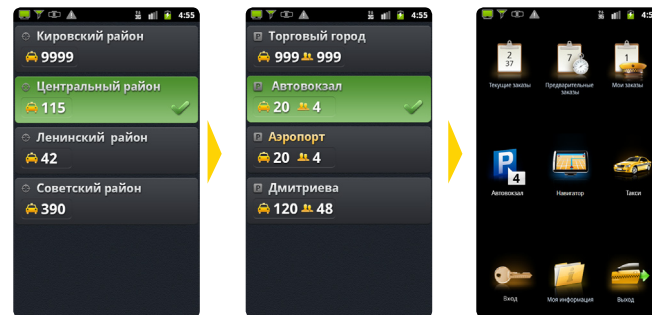 4:55
Кировский район
9999
Центральный район
115
Ленинский район
42
Советский район
390
4:55
Торговый город
999 999
Автовокзал
20 4
Аэропорт
20 4
Дмитриева
120 48
2
37
Текущие заказы
7
Предварительные
заказы
1
Мои заказы
P
4
Автовокзал
Навигатор
Такси
Вход
Моя информация
Выход